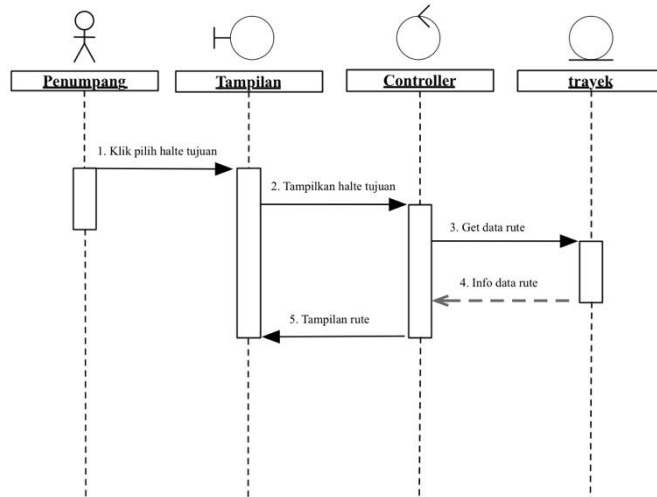 Penumpang
Tampilan
Controller
trayek
1. Klik pilih halte tujuan
2. Tampilkan halte tujuan
3. Get data rute
4. Info data rute
5. Tampilan rute